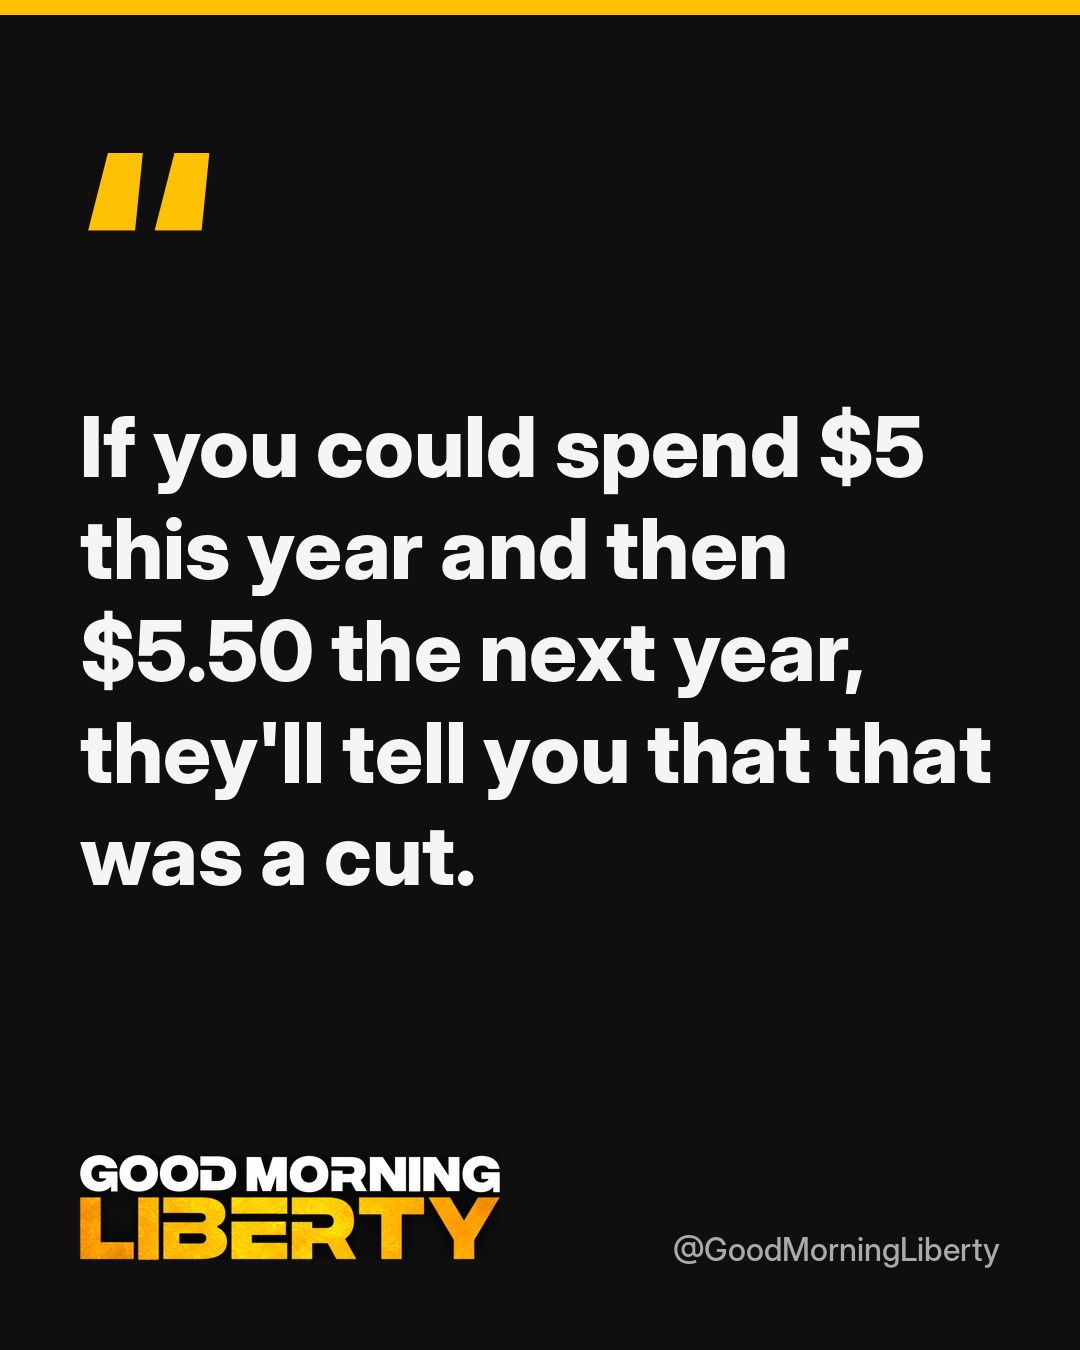 "
If you could spend $5
this year and then
$5.50 the next year,
they'll tell you that that
was a cut.
GOOD MORNING
LIBERTY
@GoodMorningLiberty